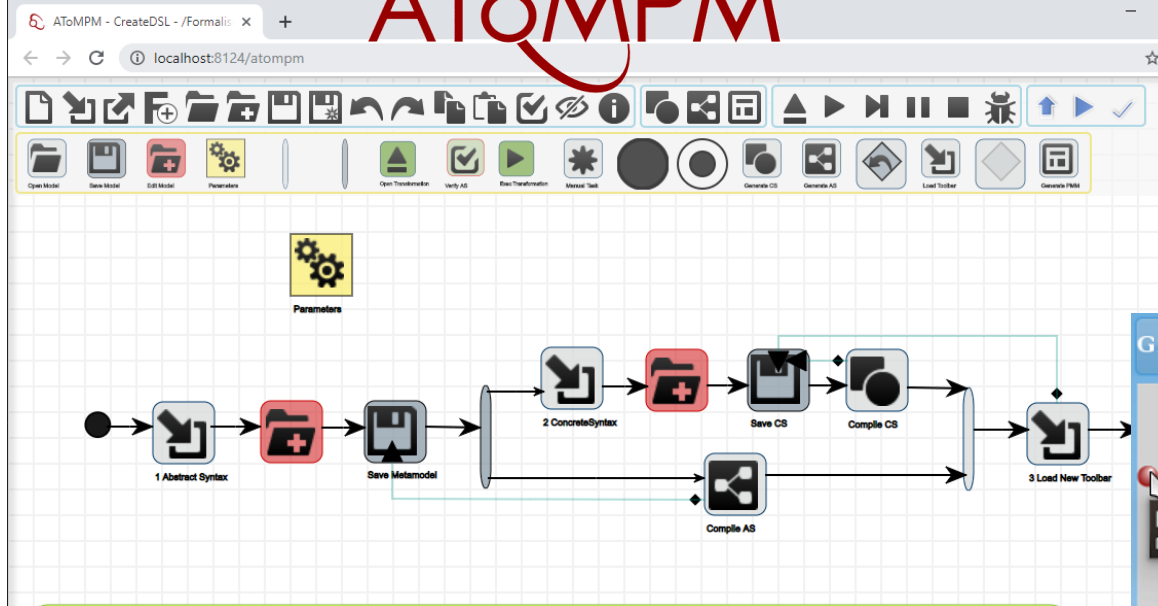 AToMPM
AToMPM - CreateDSL - /Formalis
localhost:8124/atompm
Open Model
Save Model
Edit Model
Parameters
Open Transformation
Verify AS
Exec Transformation
Manual Task
Generate CS
Generate AS
Load Toolbar
Generate PMM
Parameters
G
2 ConcreteSyntax
Save CS
Compile CS
1 Abstract Syntax
Save Metamodel
3 Load New Toolbar
Compile AS